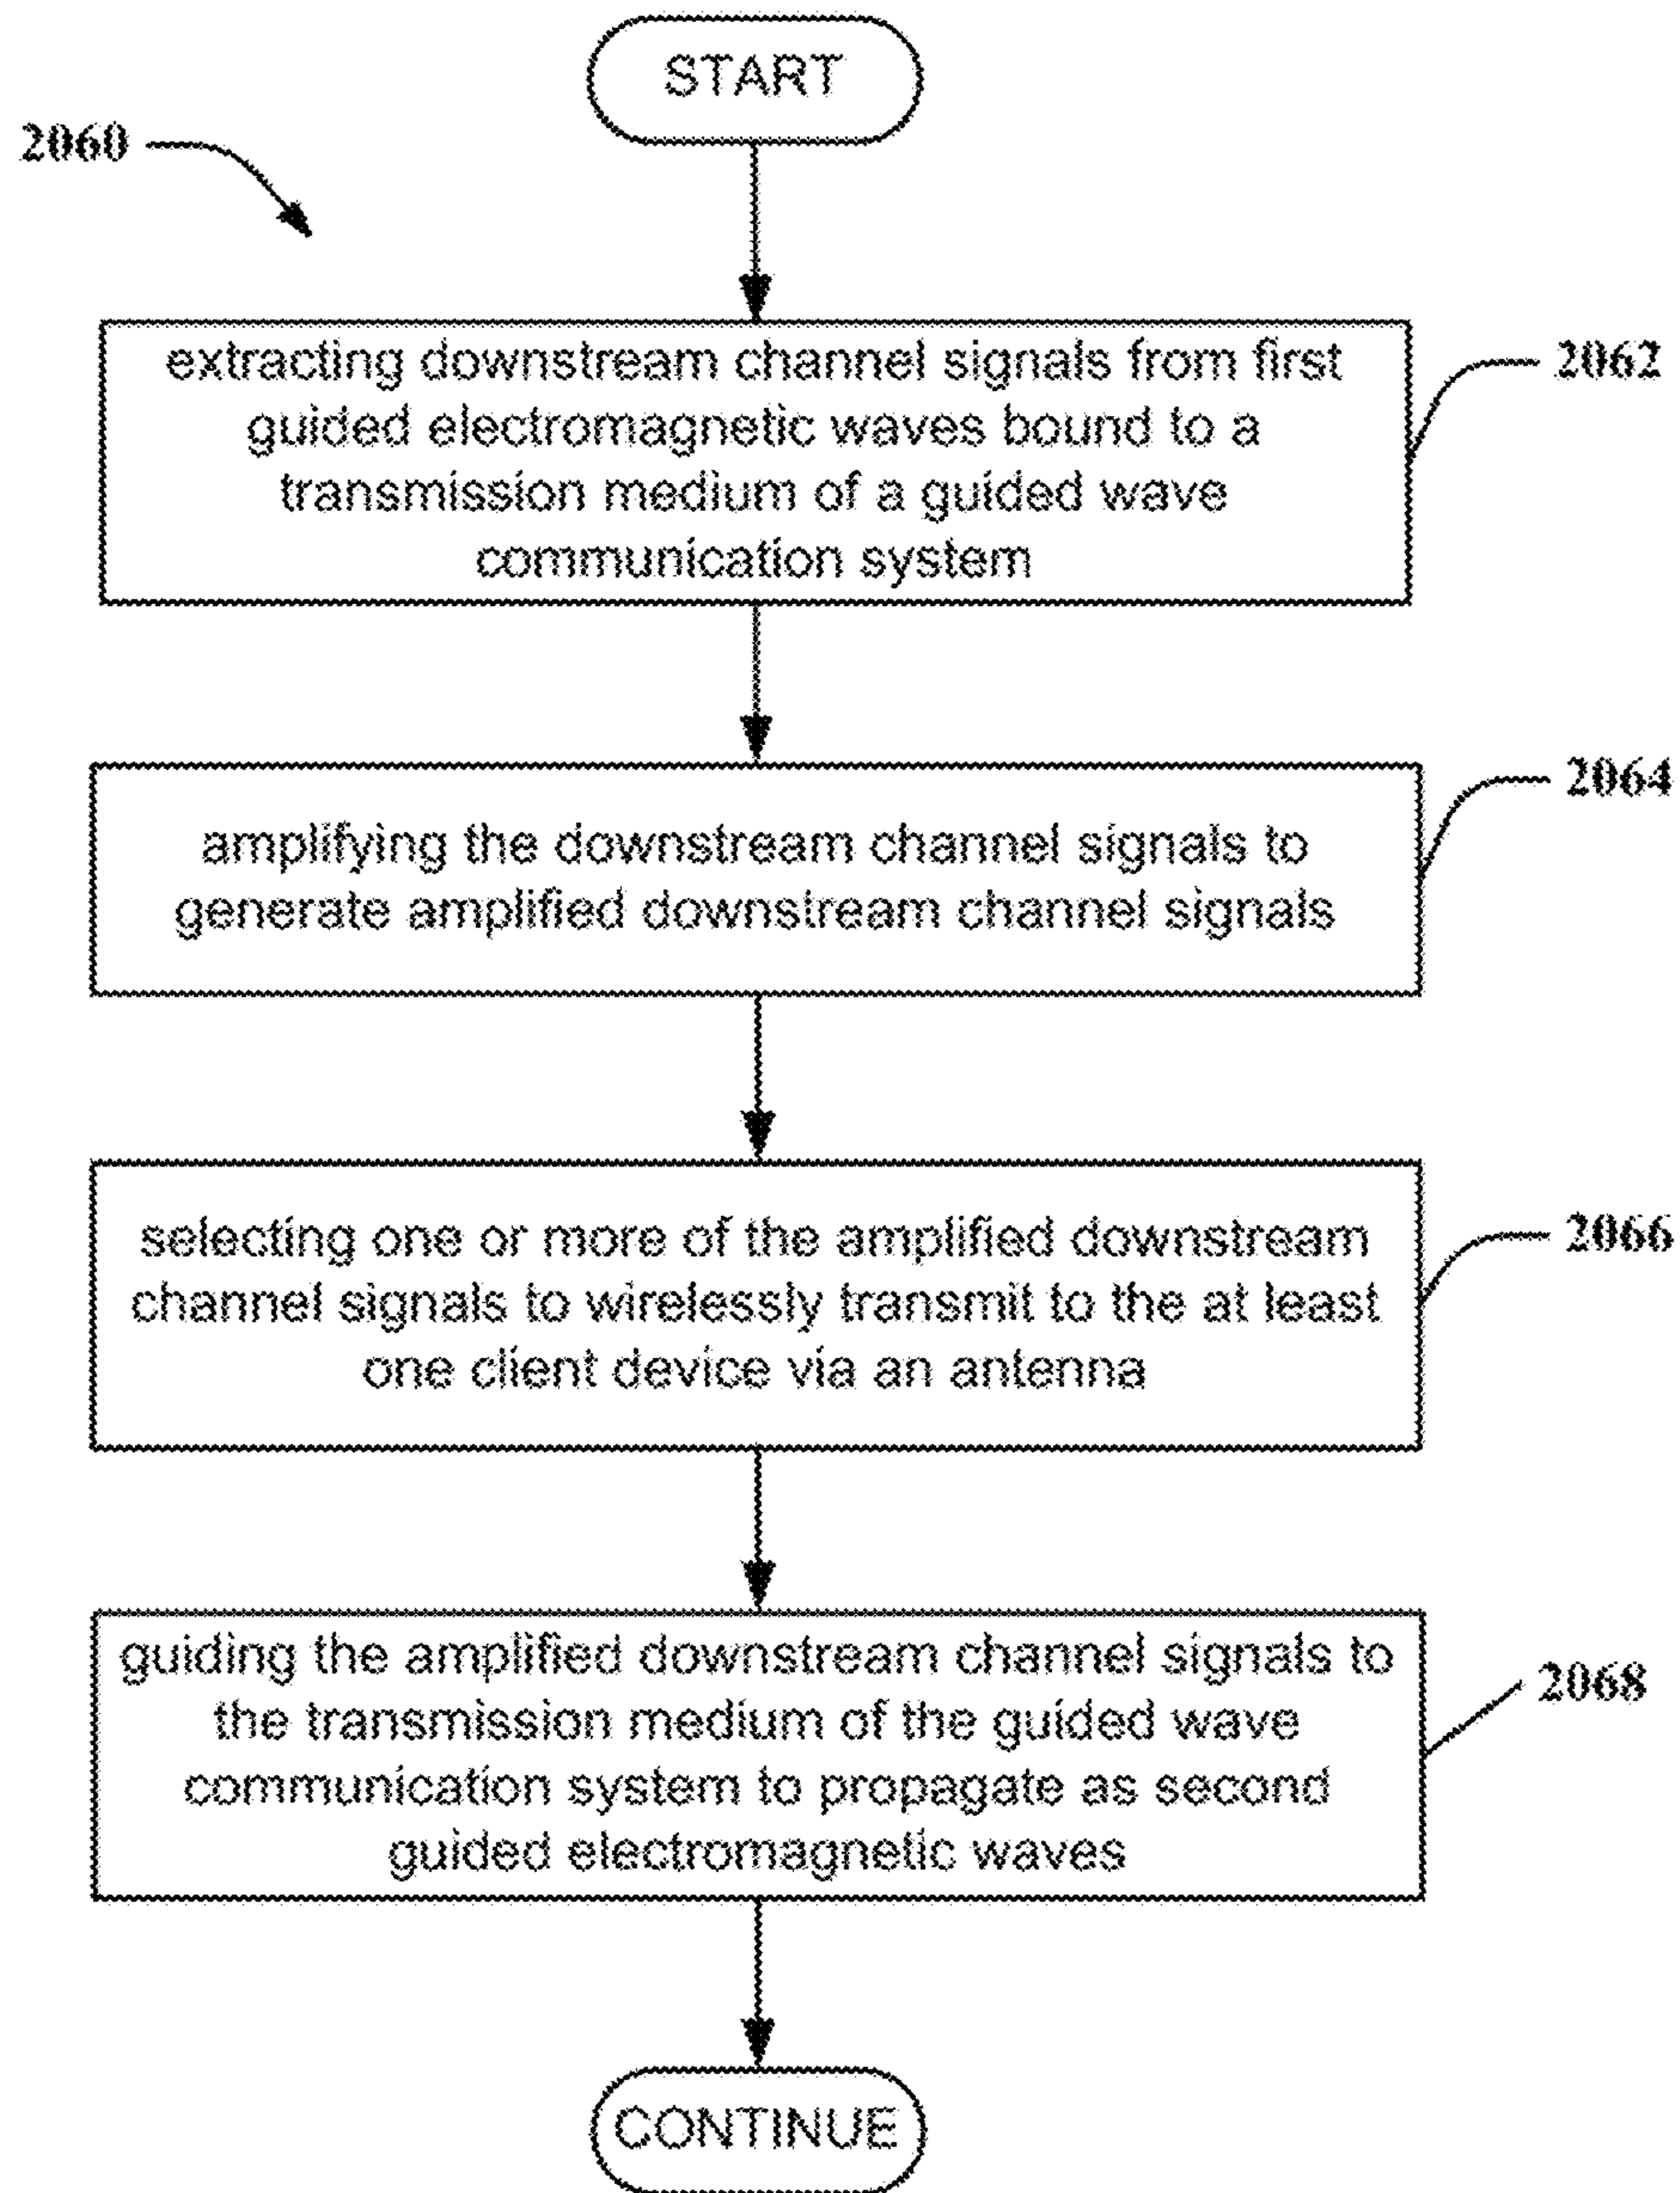 START
2060
extracting downstream channel signals from first
guided electromagnetic waves bound to a
transmission medium of a guided wave
communication system
2062
amplifying the downstream channel signals to
generate amplified downstream channel signals
2064
selecting one or more of the amplified downstream
channel signals to wirelessly transmit to the at least
one client device via an antenna
2066
guiding the amplified downstream channel signals to
the transmission medium of the guided wave
communication system to propagate as second
guided electromagnetic waves
2068
CONTINUE